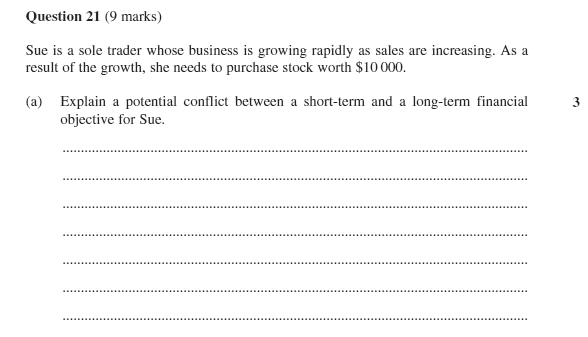 Question 21 (9 marks)
Sue is a sole trader whose business is growing rapidly as sales are increasing. As a
result of the growth, she needs to purchase stock worth $10 000.
(a) Explain a potential conflict between a short-term and a long-term financial 3
objective for Sue.